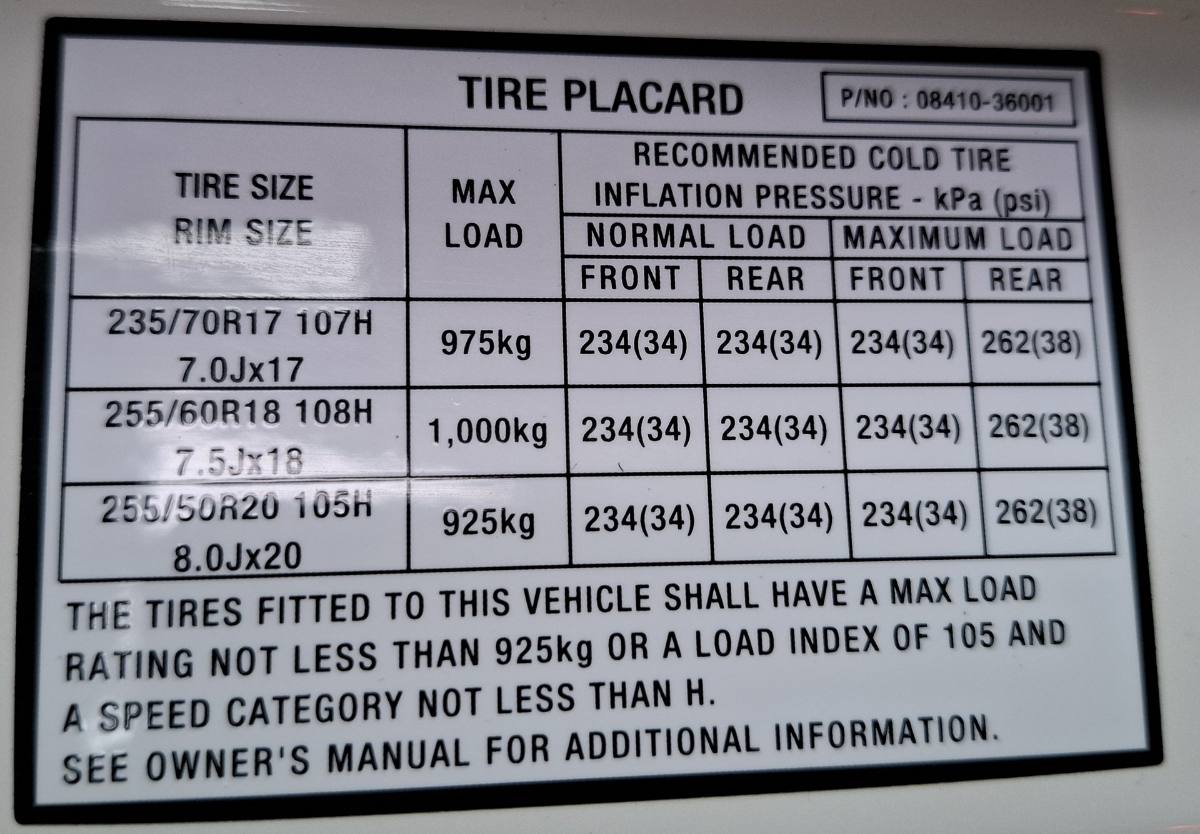 TIRE PLACARD
P/NO : 08410-36001
TIRE SIZE
RIM SIZE
MAX
LOAD
RECOMMENDED COLD TIRE
INFLATION PRESSURE - kPa (psi)
NORMAL LOAD MAXIMUM LOAD
FRONT REAR FRONT REAR
235/70R17 107H
7.0Jx17
975kg 234(34) 234(34) 234(34) 262(38)
255/60R18 108H
7.5Jx18
1,000kg 234(34) 234(34) 234(34) 262(38)
255/50R20 105H
8.0Jx20
925kg 234(34) 234(34) 234(34) 262(38)
THE TIRES FITTED TO THIS VEHICLE SHALL HAVE A MAX LOAD
RATING NOT LESS THAN 925kg OR A LOAD INDEX OF 105 AND
A SPEED CATEGORY NOT LESS THAN H.
SEE OWNER'S MANUAL FOR ADDITIONAL INFORMATION.